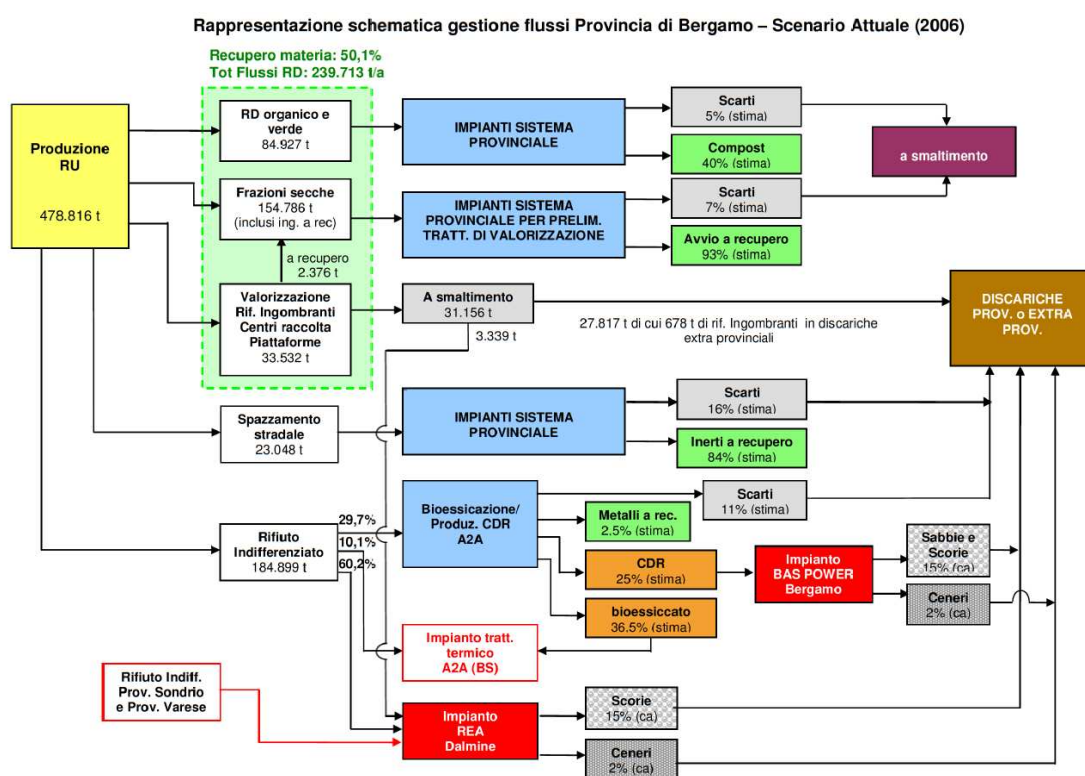 Rappresentazione schematica gestione flussi Provincia di Bergamo – Scenario Attuale (2006)
Recupero materia: 50,1%
Tot Flussi RD: 239.713 t/a
Produzione
RU
478.816 t
RD organico e
verde
84.927 t
IMPIANTI SISTEMA
PROVINCIALE
Scarti
5% (stima)
Compost
40% (stima)
a smaltimento
Frazioni secche
154.786 t
(inclusi ing. a rec)
IMPIANTI SISTEMA
PROVINCIALE PER PRELIM.
TRATT. DI VALORIZZAZIONE
Scarti
7% (stima)
Avvio a recupero
93% (stima)
a recupero
2.376 t
Valorizzazione
Rif. Ingombranti
Centri raccolta
Piattaforme
33.532 t
A smaltimento
31.156 t
3.339 t
27.817 t di cui 678 t di rif. Ingombranti in discariche
extra provinciali
DISCARICHE
PROV. o EXTRA
PROV.
Spazzamento
stradale
23.048 t
IMPIANTI SISTEMA
PROVINCIALE
Scarti
16% (stima)
Inerti a recupero
84% (stima)
Rifiuto
Indifferenziato
184.899 t
29,7%
10,1%
60,2%
Bioessicazione/
Produz. CDR
A2A
Scarti
11% (stima)
Metalli a rec.
2.5% (stima)
CDR
25% (stima)
bioessiccato
36.5% (stima)
Impianto
BAS POWER
Bergamo
Sabbie e
Scorie
15% (ca)
Ceneri
2% (ca)
Impianto tratt.
termico
A2A (BS)
Rifiuto Indiff.
Prov. Sondrio
e Prov. Varese
Impianto
REA
Dalmine
Scorie
15% (ca)
Ceneri
2% (ca)